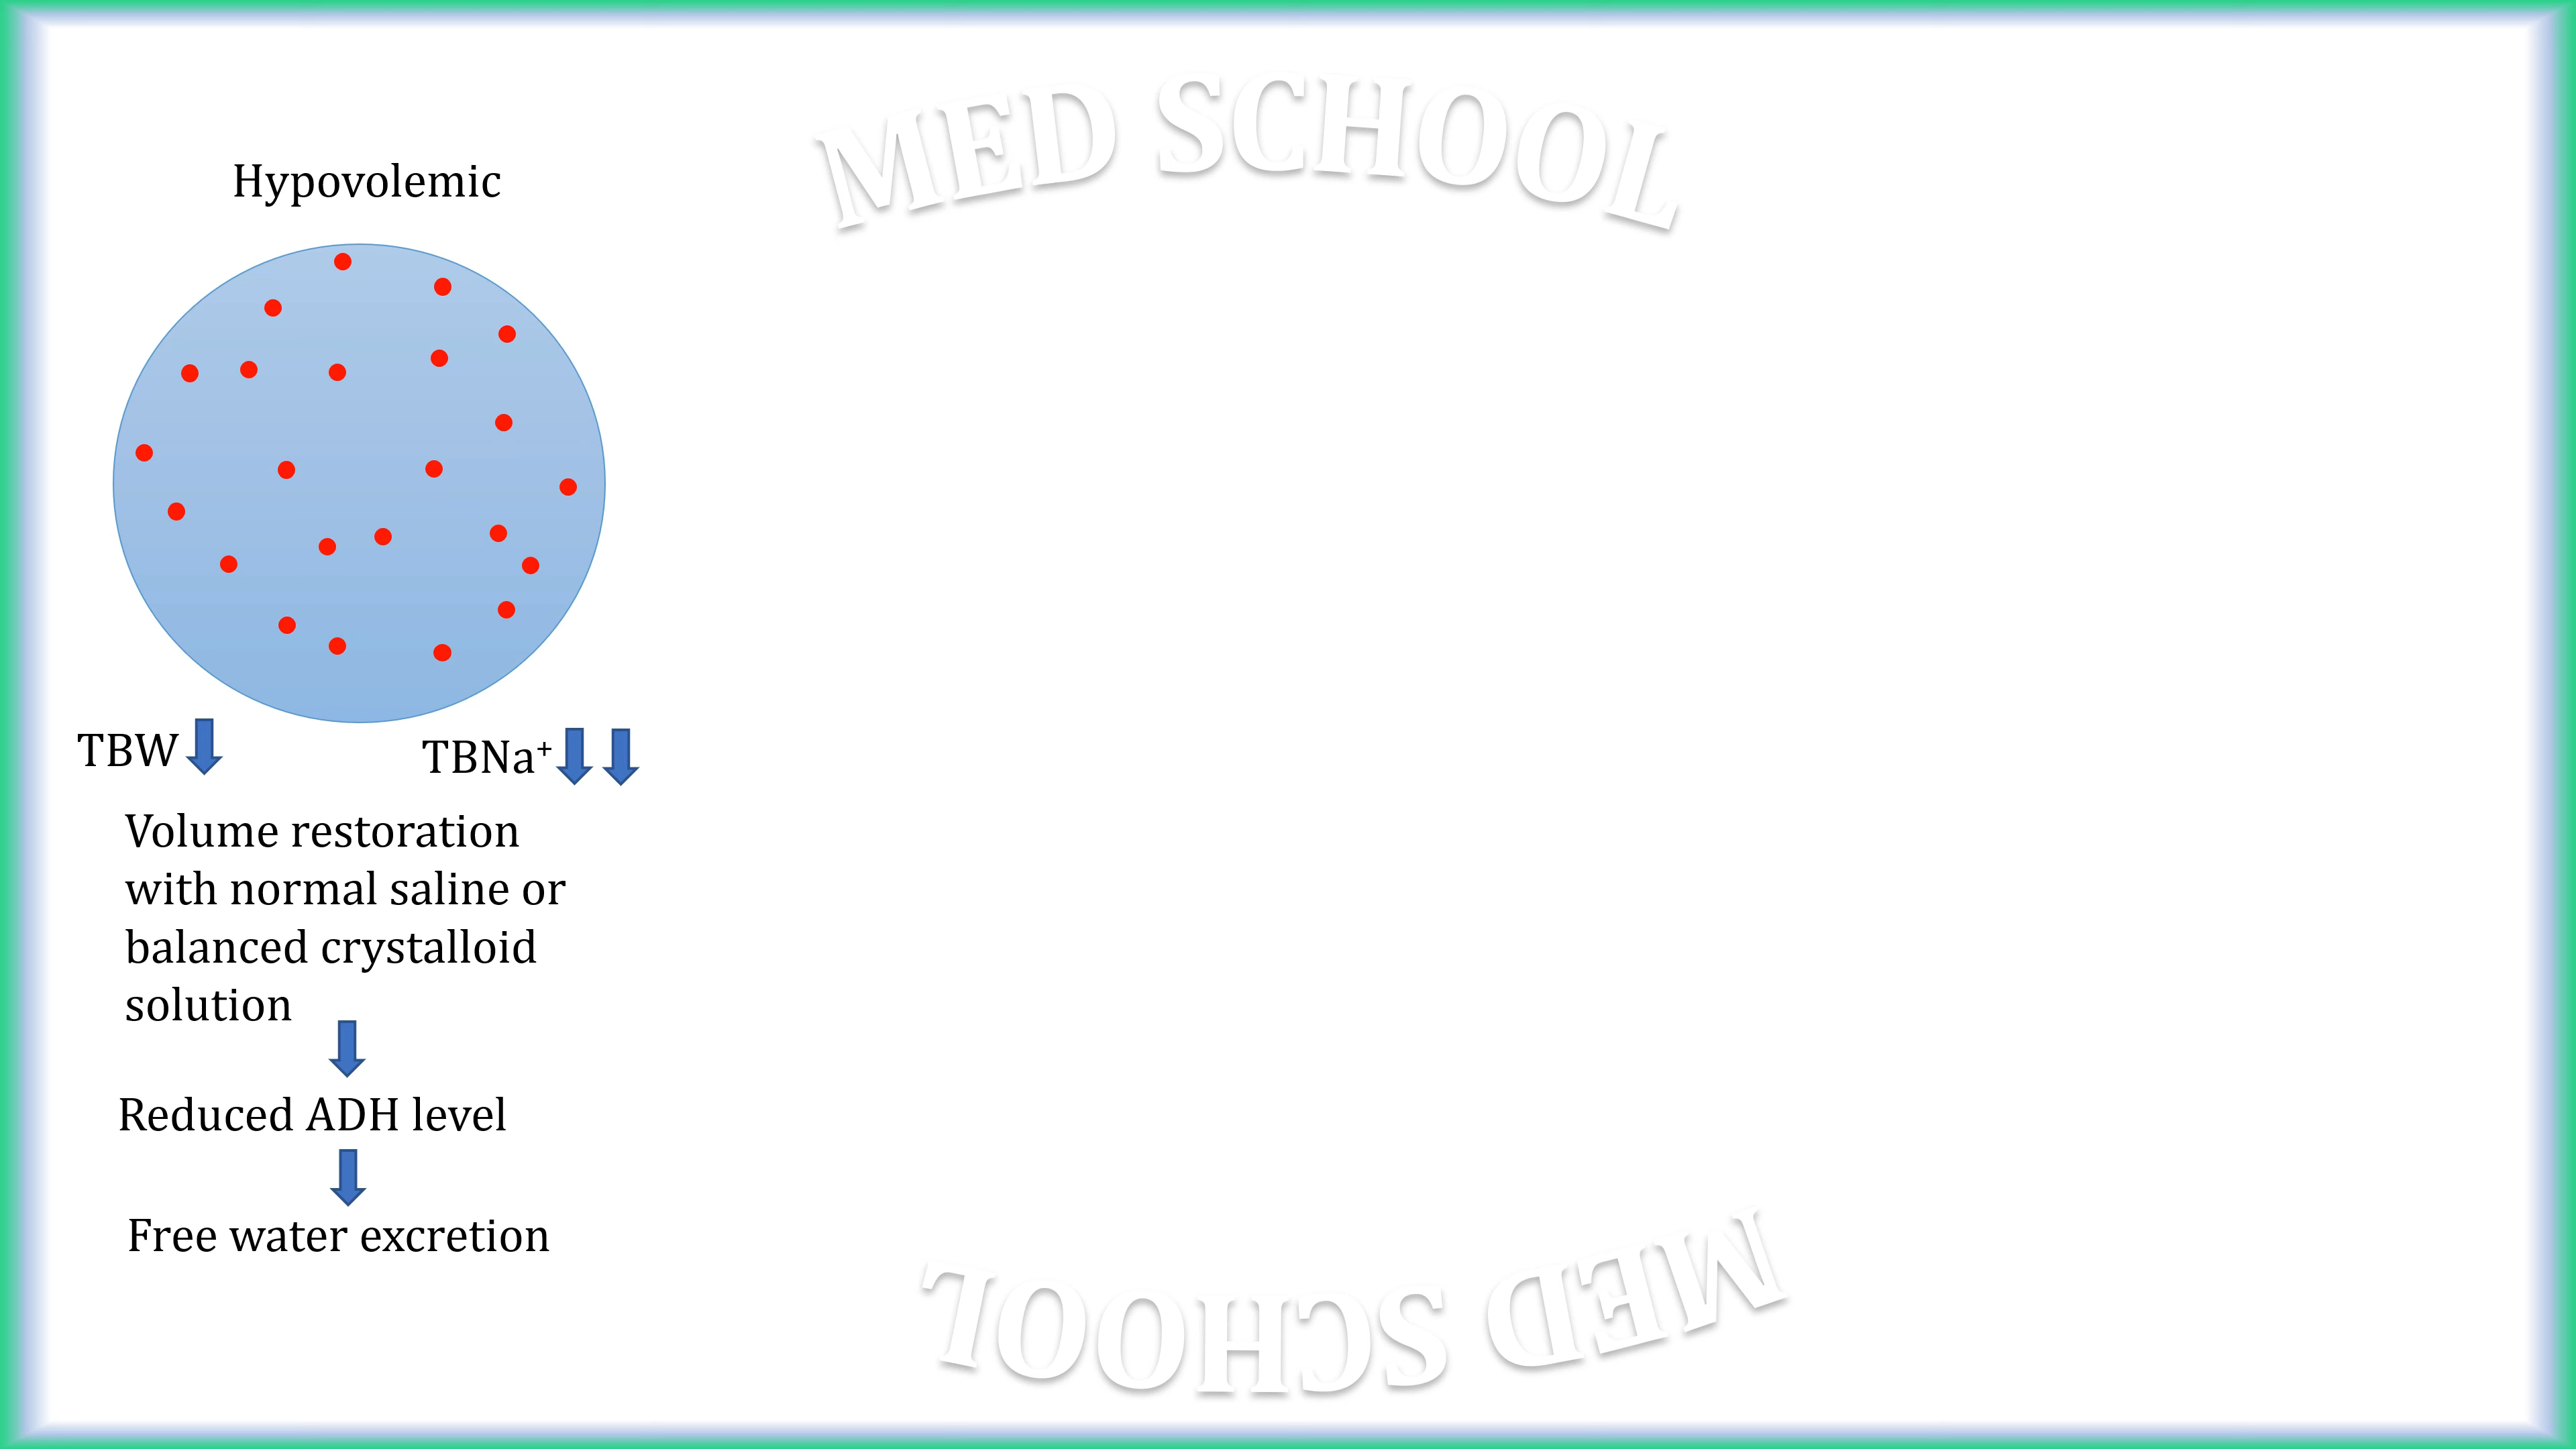 MED SCHOOL
Hypovolemic
TBW
TBNa⁺
Volume restoration
with normal saline or
balanced crystalloid
solution
Reduced ADH level
Free water excretion
MED SCHOOL